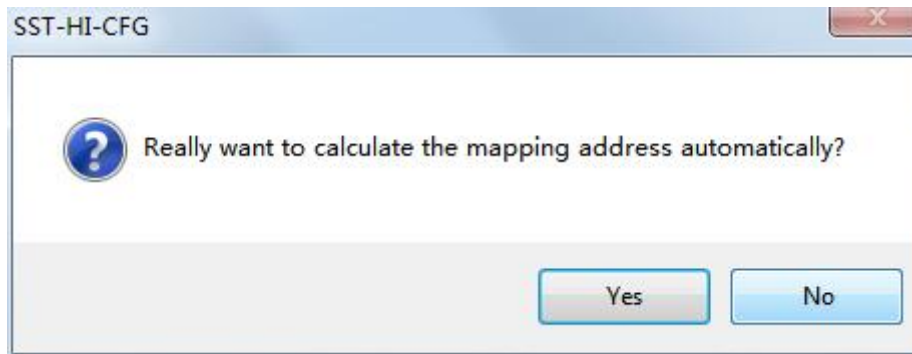 SST-HI-CFG
Really want to calculate the mapping address automatically?
Yes
No